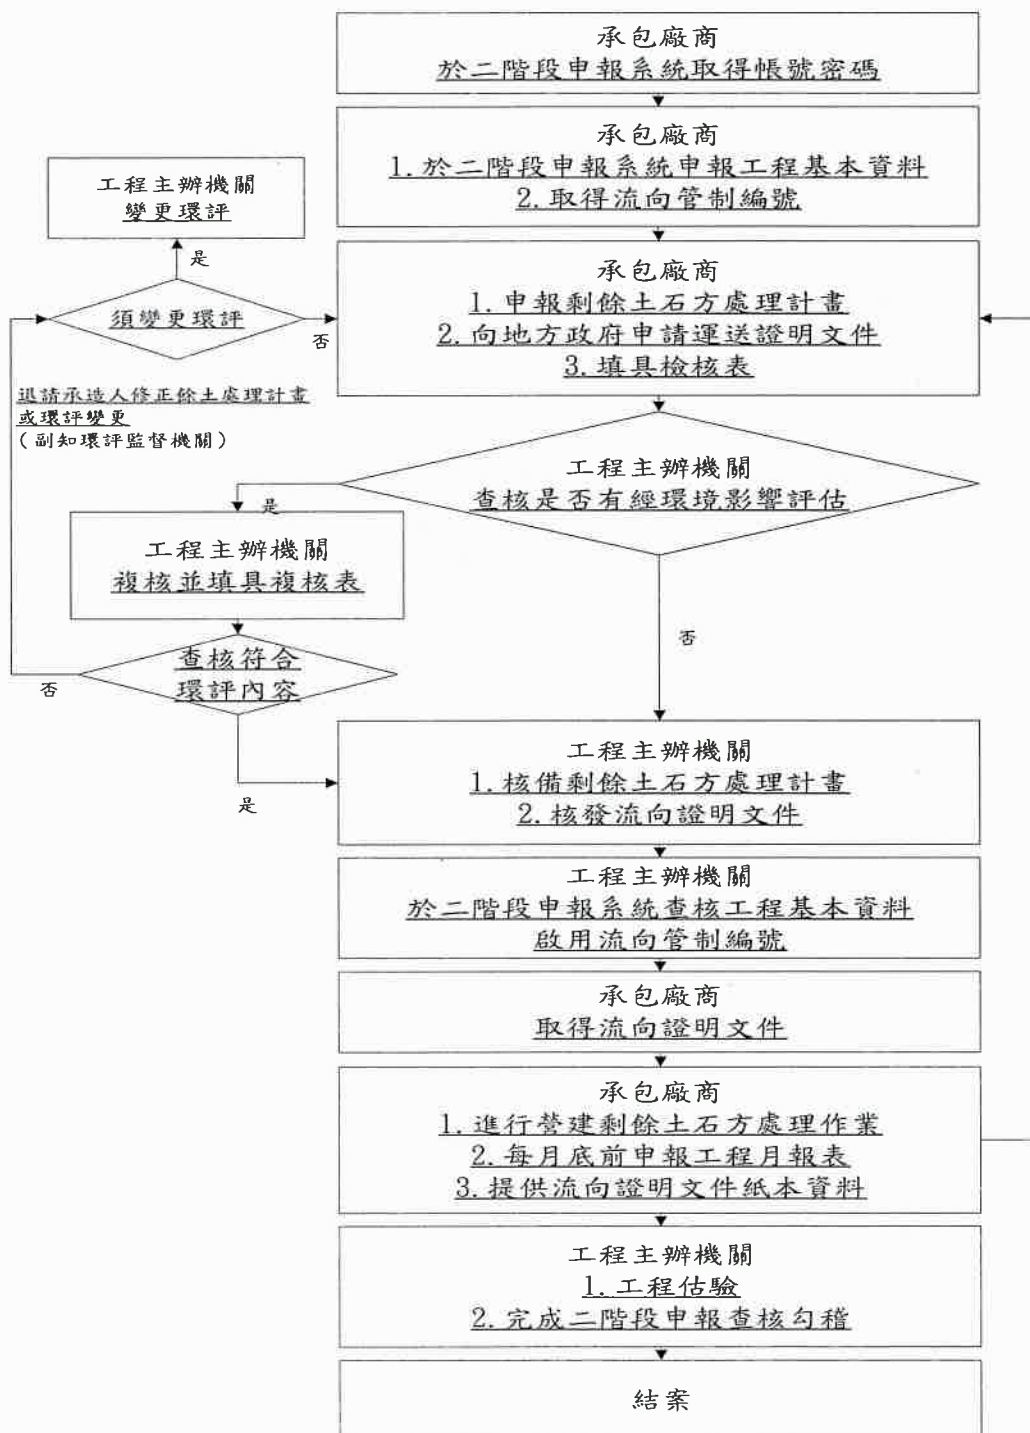 承包廠商
於二階段申報系統取得帳號密碼
承包廠商
1. 於二階段申報系統申報工程基本資料
2. 取得流向管制編號
工程主辦機關
變更環評
是
須變更環評
否
承包廠商
1. 申報剩餘土石方處理計畫
2. 向地方政府申請運送證明文件
3. 填具檢核表
退請承造人修正餘土處理計畫
或環評變更
(副知環評監督機關)
工程主辦機關
查核是否有經環境影響評估
是
工程主辦機關
複核並填具複核表
否
查核符合
環評內容
否
是
工程主辦機關
1. 核備剩餘土石方處理計畫
2. 核發流向證明文件
工程主辦機關
於二階段申報系統查核工程基本資料
啟用流向管制編號
承包廠商
取得流向證明文件
承包廠商
1. 進行營建剩餘土石方處理作業
2. 每月底前申報工程月報表
3. 提供流向證明文件紙本資料
工程主辦機關
1. 工程估驗
2. 完成二階段申報查核勾稽
結案